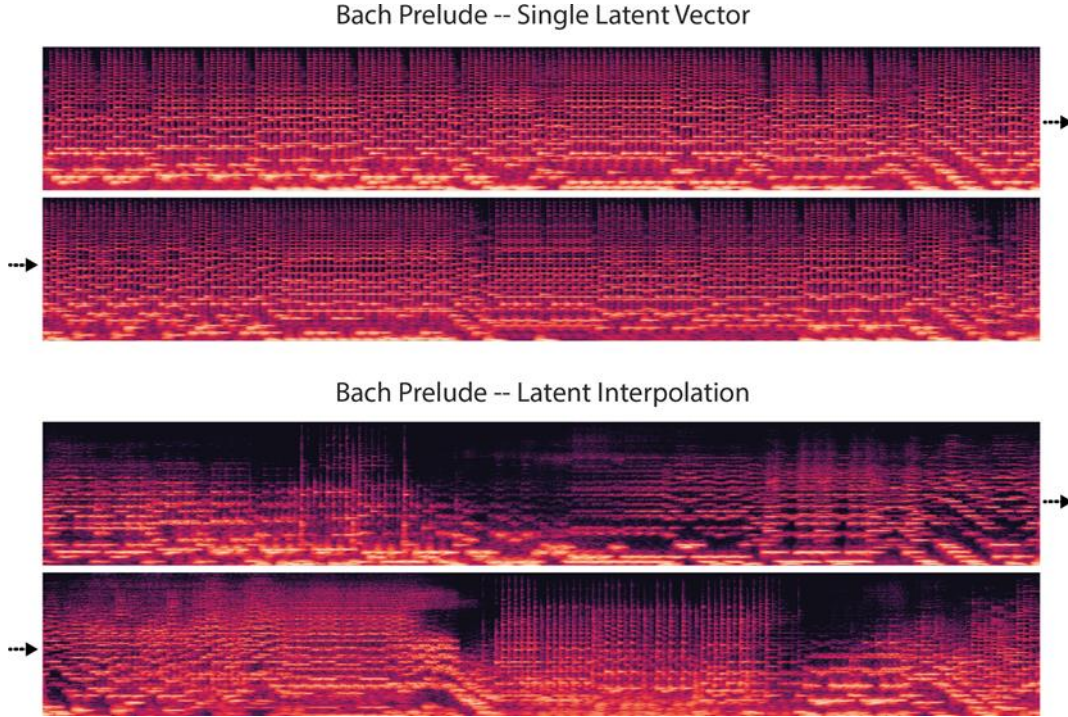 Bach Prelude -- Single Latent Vector
Bach Prelude -- Latent Interpolation